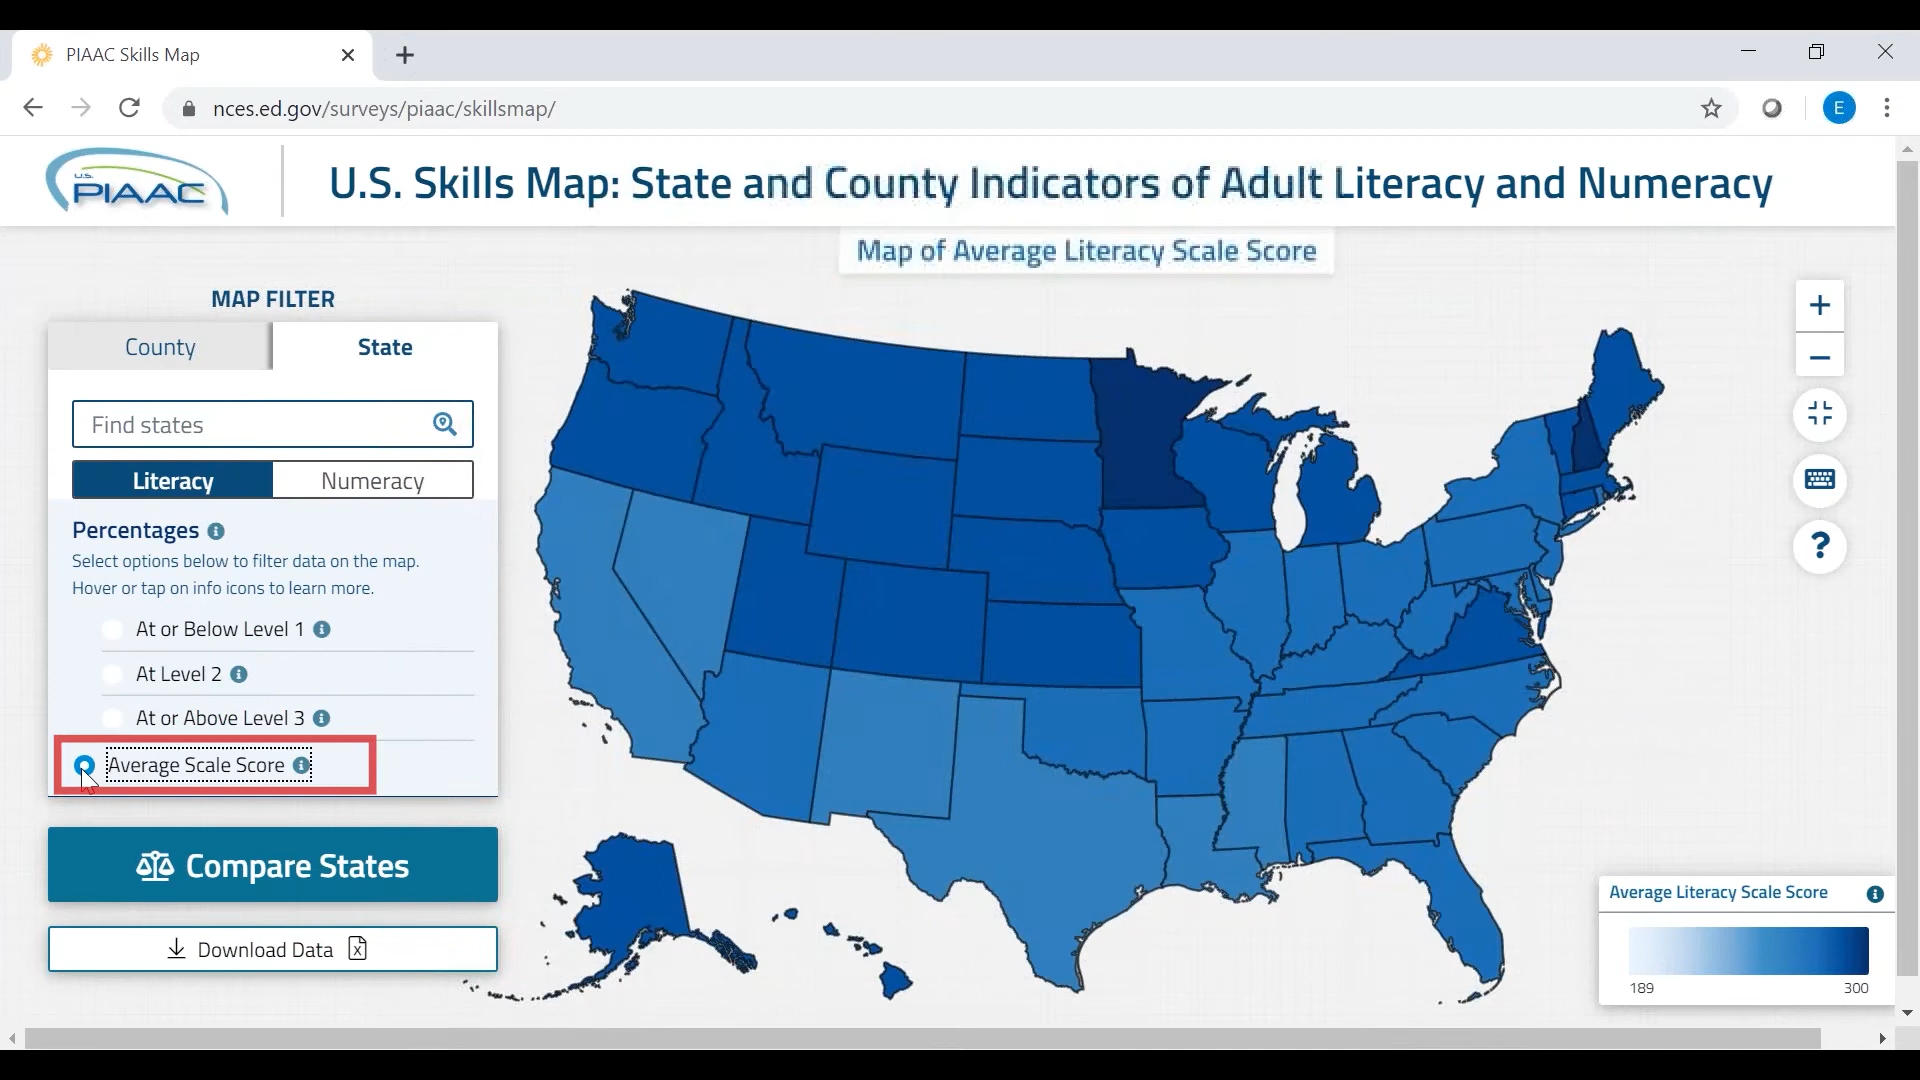 PIAAC Skills Map
nces.ed.gov/surveys/piaac/skillsmap/
E
U.S.
PIAAC
U.S. Skills Map: State and County Indicators of Adult Literacy and Numeracy
Map of Average Literacy Scale Score
MAP FILTER
County State
Find states
Literacy Numeracy
Percentages
Select options below to filter data on the map.
Hover or tap on info icons to learn more.
At or Below Level 1
At Level 2
At or Above Level 3
Average Scale Score
Compare States
Download Data
?
Average Literacy Scale Score
189 300